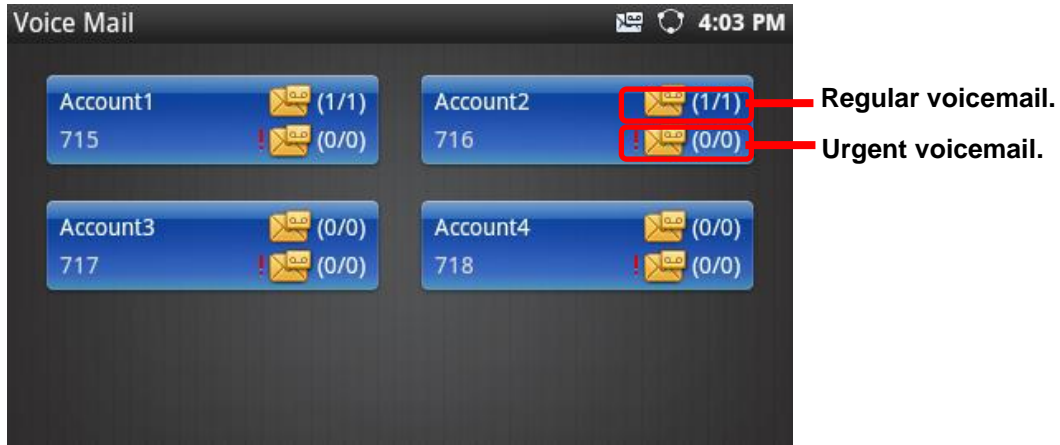 Voice Mail 4:03 PM
Account1 (1/1)
715 ! (0/0)
Account2 (1/1)
716 ! (0/0)
Regular voicemail.
Urgent voicemail.
Account3 (0/0)
717 ! (0/0)
Account4 (0/0)
718 ! (0/0)